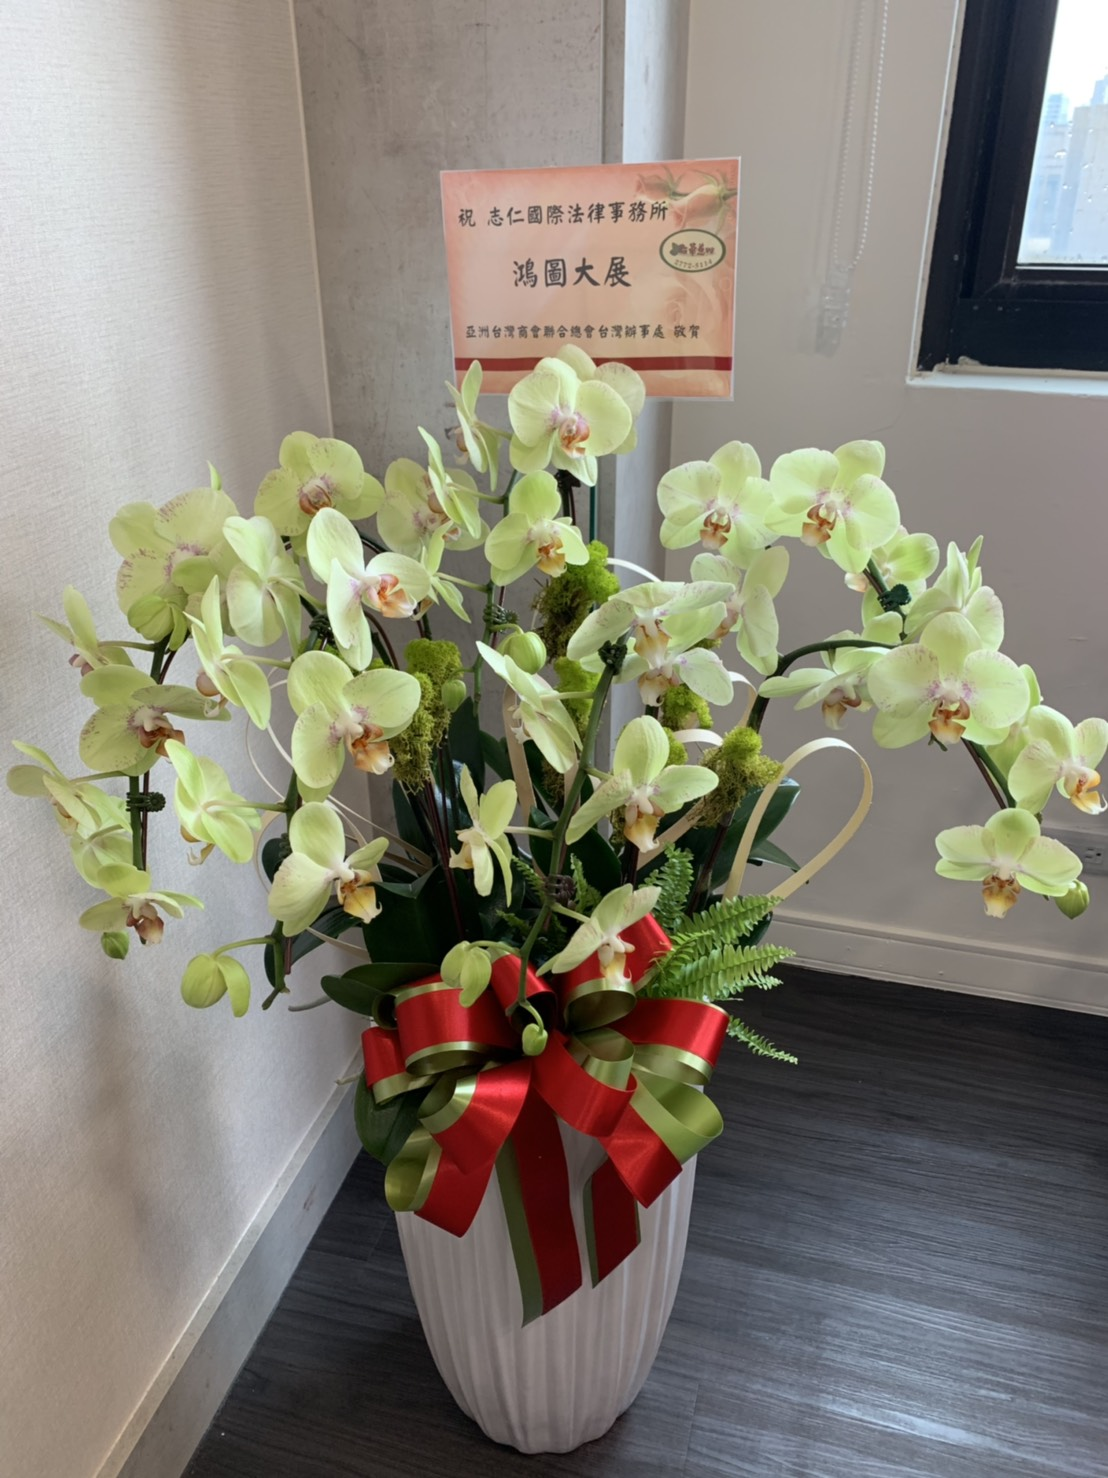 祝 志仁國際法律事務所
鴻圖大展
亞洲台灣商會聯合總會台灣辦事處 敬賀